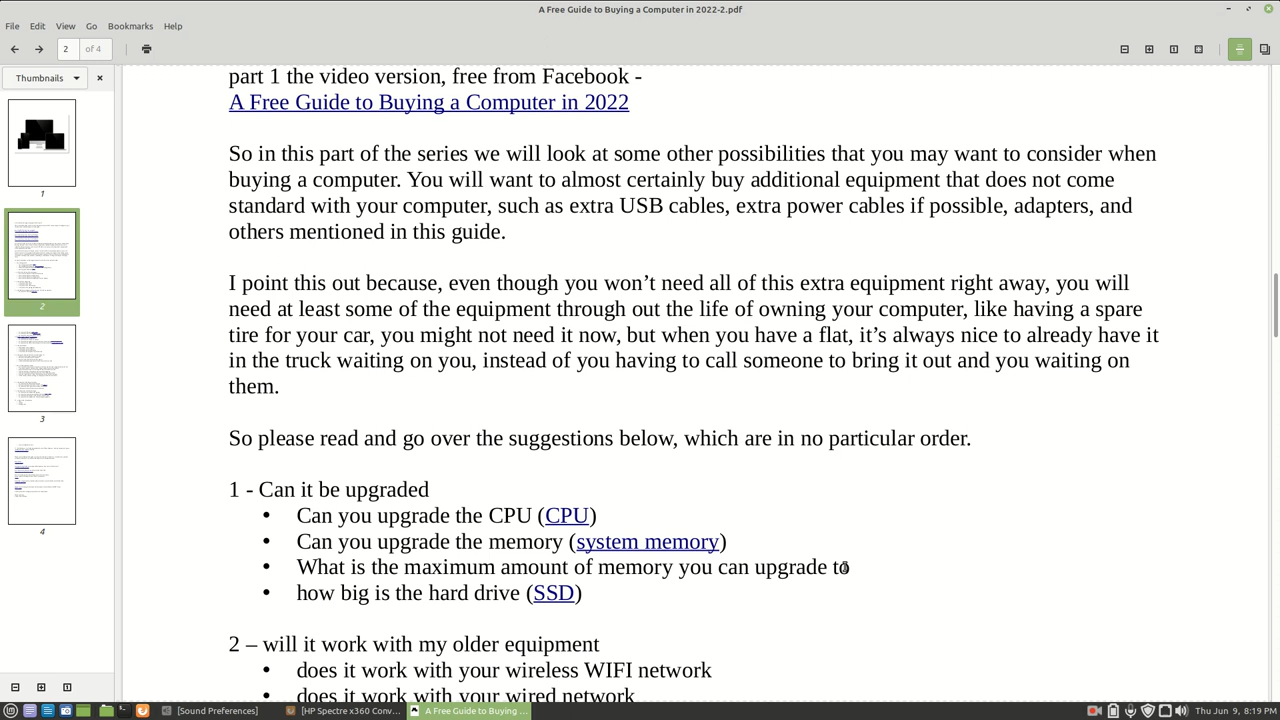 A Free Guide to Buying a Computer in 2022-2.pdf
File Edit View Go Bookmarks Help
2 of 4
Thumbnails
part 1 the video version, free from Facebook -
A Free Guide to Buying a Computer in 2022
So in this part of the series we will look at some other possibilities that you may want to consider when
buying a computer. You will want to almost certainly buy additional equipment that does not come
standard with your computer, such as extra USB cables, extra power cables if possible, adapters, and
others mentioned in this guide.
I point this out because, even though you won’t need all of this extra equipment right away, you will
need at least some of the equipment through out the life of owning your computer, like having a spare
tire for your car, you might not need it now, but when you have a flat, it’s always nice to already have it
in the truck waiting on you, instead of you having to call someone to bring it out and you waiting on
them.
So please read and go over the suggestions below, which are in no particular order.
1 - Can it be upgraded
• Can you upgrade the CPU (CPU)
• Can you upgrade the memory (system memory)
• What is the maximum amount of memory you can upgrade to
• how big is the hard drive (SSD)
2 – will it work with my older equipment
• does it work with your wireless WIFI network
• does it work with your wired network
1
2
3
4
[Sound Preferences]
[HP Spectre x360 Conv...
A Free Guide to Buying ...
Thu Jun 9, 8:19 PM